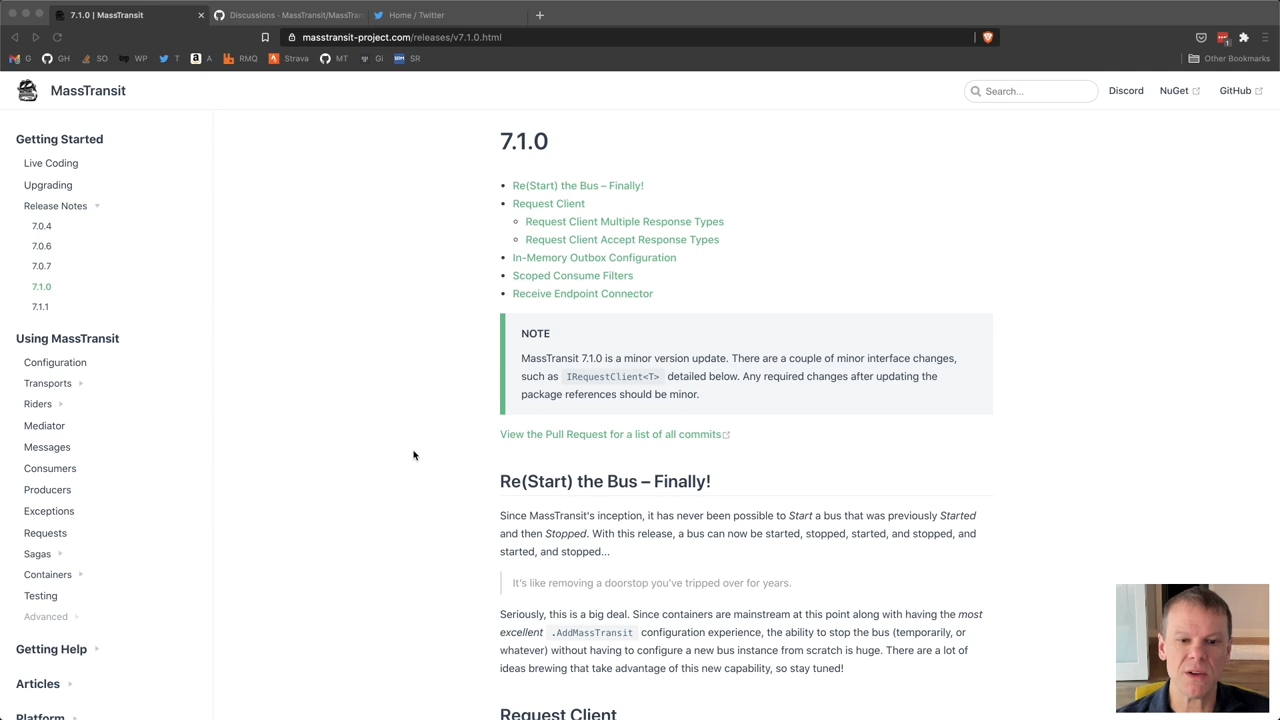 7.1.0 | MassTransit
Discussions · MassTransit/MassTran
Home / Twitter
masstransit-project.com/releases/v7.1.0.html
G
GH
SO
WP
T
A
RMQ
Strava
MT
Gi
SR
Other Bookmarks
MassTransit
Search...
Discord
NuGet
GitHub
Getting Started
Live Coding
Upgrading
Release Notes
7.0.4
7.0.6
7.0.7
7.1.0
7.1.1
Using MassTransit
Configuration
Transports
Riders
Mediator
Messages
Consumers
Producers
Exceptions
Requests
Sagas
Containers
Testing
Advanced
Getting Help
Articles
Platform
7.1.0
Re(Start) the Bus – Finally!
Request Client
Request Client Multiple Response Types
Request Client Accept Response Types
In-Memory Outbox Configuration
Scoped Consume Filters
Receive Endpoint Connector
NOTE
MassTransit 7.1.0 is a minor version update. There are a couple of minor interface changes,
such as IRequestClient<T> detailed below. Any required changes after updating the
package references should be minor.
View the Pull Request for a list of all commits
Re(Start) the Bus – Finally!
Since MassTransit's inception, it has never been possible to Start a bus that was previously Started
and then Stopped. With this release, a bus can now be started, stopped, started, and stopped, and
started, and stopped...
It's like removing a doorstop you've tripped over for years.
Seriously, this is a big deal. Since containers are mainstream at this point along with having the most
excellent .AddMassTransit configuration experience, the ability to stop the bus (temporarily, or
whatever) without having to configure a new bus instance from scratch is huge. There are a lot of
ideas brewing that take advantage of this new capability, so stay tuned!
Request Client